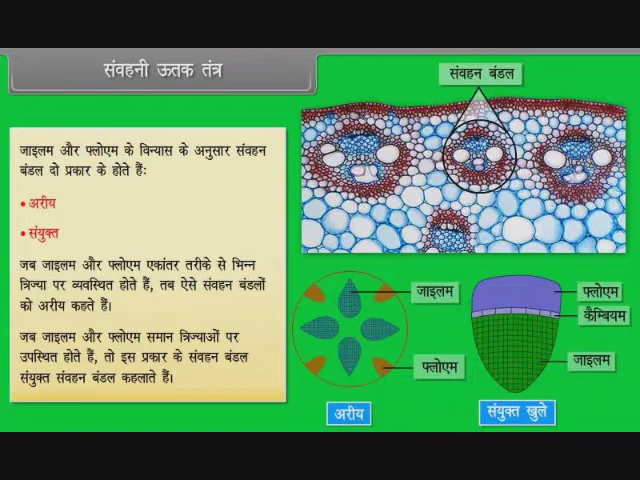 संवहनी ऊतक तंत्र
संवहन बंडल
जाइलम और फ्लोएम के विन्यास के अनुसार संवहन
बंडल दो प्रकार के होते हैंः
• अरीय
• संयुक्त
जब जाइलम और फ्लोएम एकांतर तरीके से भिन्न
त्रिज्या पर व्यवस्थित होते हैं, तब ऐसे संवहन बंडलों
को अरीय कहते हैं।
जब जाइलम और फ्लोएम समान त्रिज्याओं पर
उपस्थित होते हैं, तो इस प्रकार के संवहन बंडल
संयुक्त संवहन बंडल कहलाते हैं।
जाइलम
फ्लोएम
अरीय
फ्लोएम
कैम्बियम
जाइलम
संयुक्त खुले